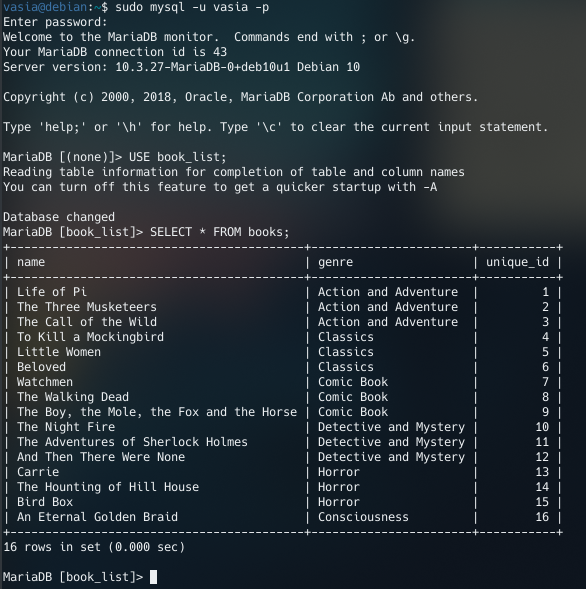 vasia@debian:~$ sudo mysql -u vasia -p
Enter password:
Welcome to the MariaDB monitor.  Commands end with ; or \g.
Your MariaDB connection id is 43
Server version: 10.3.27-MariaDB-0+deb10u1 Debian 10

Copyright (c) 2000, 2018, Oracle, MariaDB Corporation Ab and others.

Type 'help;' or '\h' for help. Type '\c' to clear the current input statement.

MariaDB [(none)]> USE book_list;
Reading table information for completion of table and column names
You can turn off this feature to get a quicker startup with -A

Database changed
MariaDB [book_list]> SELECT * FROM books;
+----------------------------------------+-----------------------+-----------+
| name                                   | genre                 | unique_id |
+----------------------------------------+-----------------------+-----------+
| Life of Pi                             | Action and Adventure  |         1 |
| The Three Musketeers                   | Action and Adventure  |         2 |
| The Call of the Wild                   | Action and Adventure  |         3 |
| To Kill a Mockingbird                  | Classics              |         4 |
| Little Women                           | Classics              |         5 |
| Beloved                                | Classics              |         6 |
| Watchmen                               | Comic Book            |         7 |
| The Walking Dead                       | Comic Book            |         8 |
| The Boy, the Mole, the Fox and the Horse | Comic Book            |         9 |
| The Night Fire                         | Detective and Mystery |        10 |
| The Adventures of Sherlock Holmes      | Detective and Mystery |        11 |
| And Then There Were None               | Detective and Mystery |        12 |
| Carrie                                 | Horror                |        13 |
| The Hounting of Hill House             | Horror                |        14 |
| Bird Box                               | Horror                |        15 |
| An Eternal Golden Braid                | Consciousness         |        16 |
+----------------------------------------+-----------------------+-----------+
16 rows in set (0.000 sec)

MariaDB [book_list]>